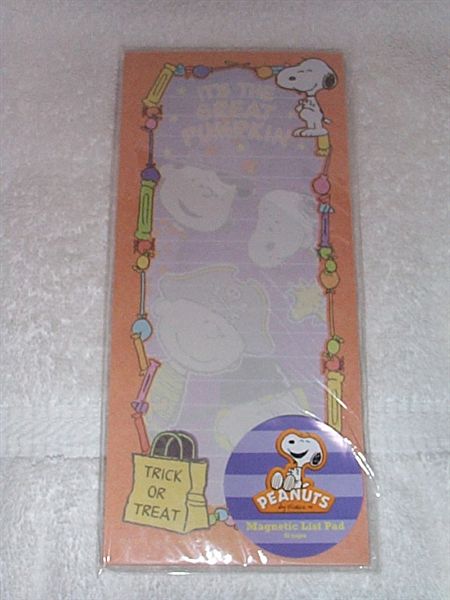 IT'S THE
GREAT
PUMPKIN!
TRICK
OR
TREAT
PEANUTS
Magnetic List Pad